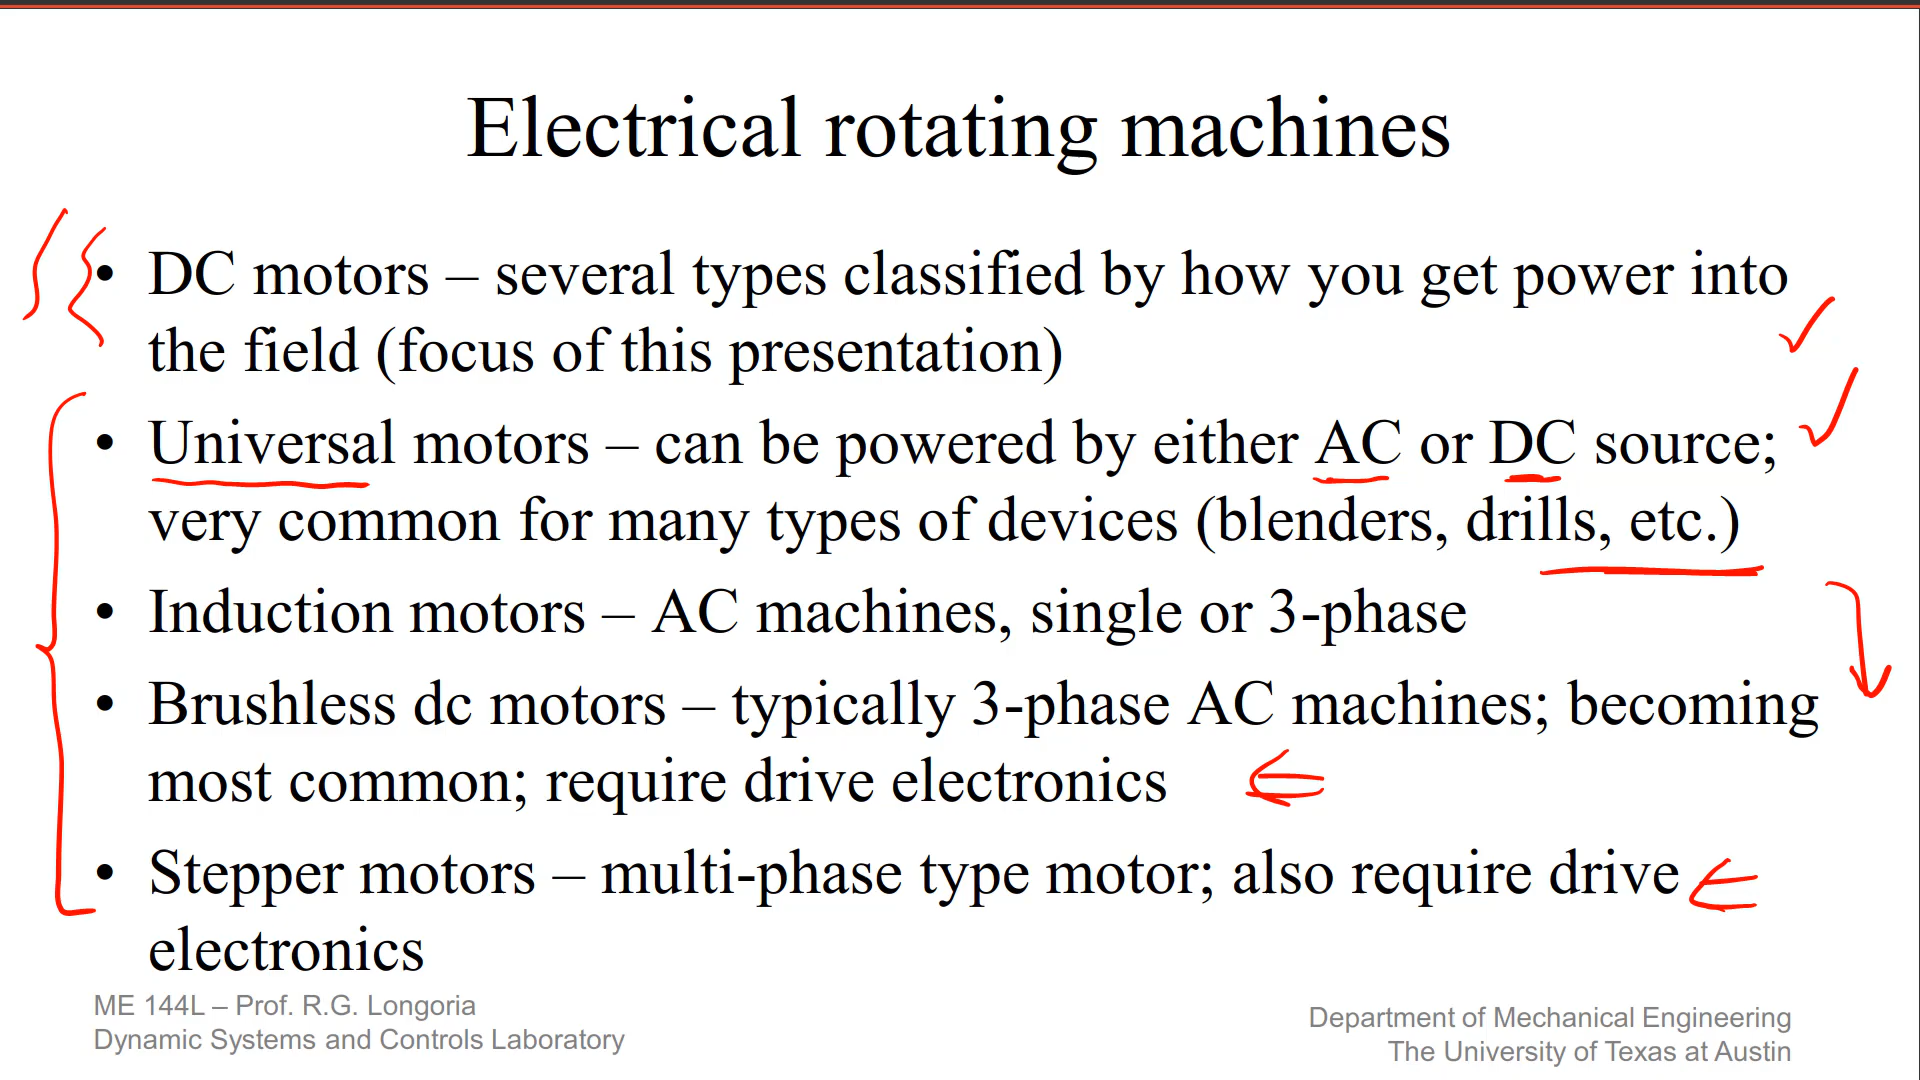 Electrical rotating machines
• DC motors – several types classified by how you get power into
the field (focus of this presentation)
• Universal motors – can be powered by either AC or DC source;
very common for many types of devices (blenders, drills, etc.)
• Induction motors – AC machines, single or 3-phase
• Brushless dc motors – typically 3-phase AC machines; becoming
most common; require drive electronics
• Stepper motors – multi-phase type motor; also require drive
electronics
ME 144L – Prof. R.G. Longoria
Dynamic Systems and Controls Laboratory
Department of Mechanical Engineering
The University of Texas at Austin